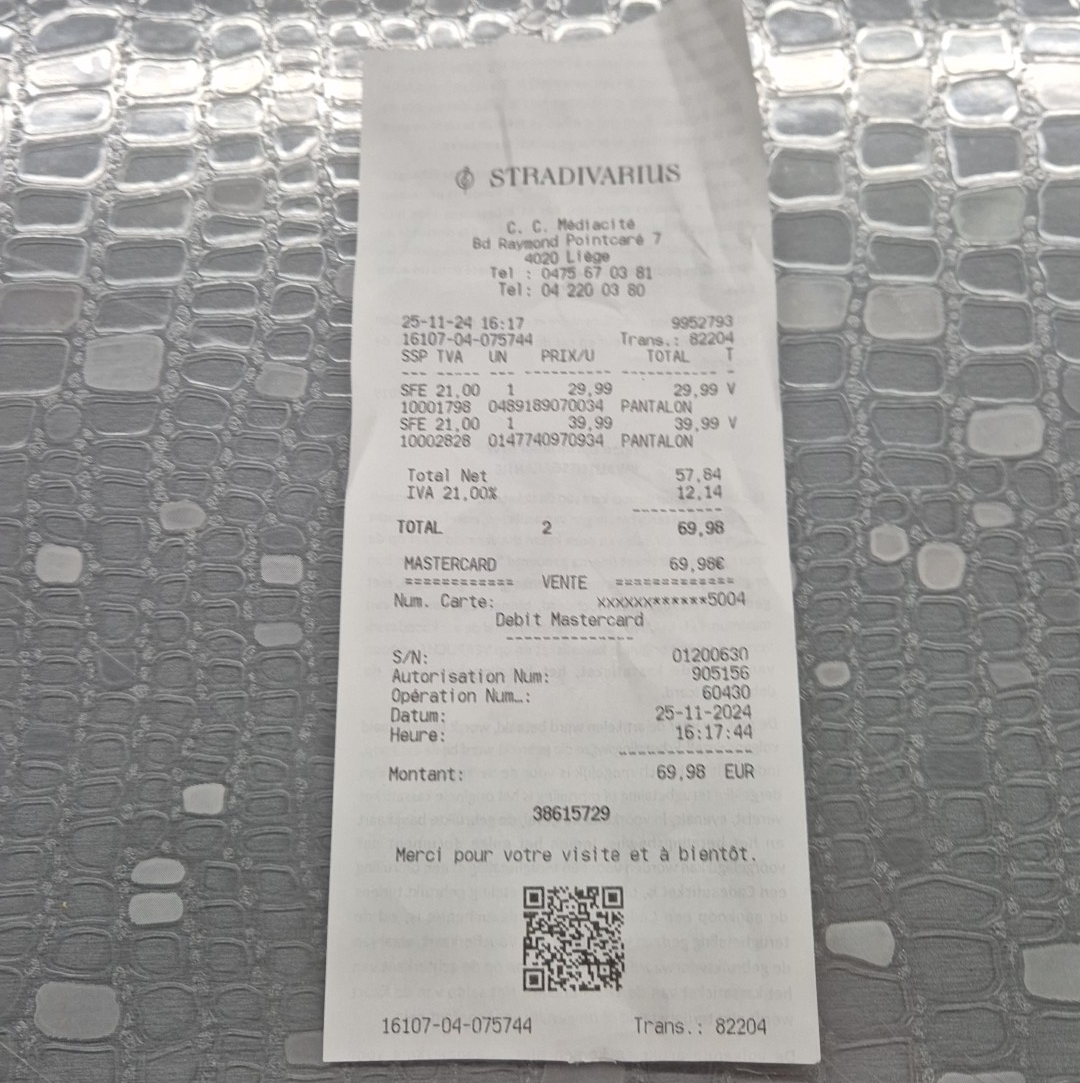 STRADIVARIUS
C. C. Médiacité
Bd Raymond Pointcaré 7
4020 Liège
Tel : 0475 67 03 81
Tel: 04 220 03 80
25-11-24 16:17 9952793
16107-04-075744 Trans.: 82204
SSP TVA UN PRIX/U TOTAL T
SFE 21,00 1 29,99 29,99 V
10001798 0489189070034 PANTALON
SFE 21,00 1 39,99 39,99 V
10002828 0147740970934 PANTALON
Total Net 57,84
IVA 21,00% 12,14
TOTAL 2 69,98
MASTERCARD 69,98€
============ VENTE =============
Num. Carte: xxxxxx******5004
Debit Mastercard
S/N: 01200630
Autorisation Num: 905156
Opération Num…: 60430
Datum: 25-11-2024
Heure: 16:17:44
Montant: 69,98 EUR
38615729
Merci pour votre visite et à bientôt.
16107-04-075744 Trans.: 82204